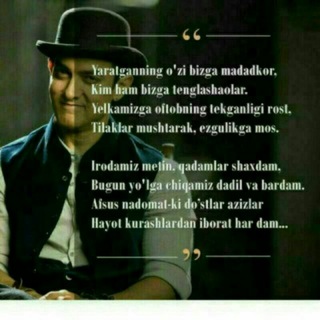 “
Yaratganning o'zi bizga madadkor,
Kim ham bizga tenglashaolar.
Yelkamizga oftobning tekganligi rost,
Tilaklar mushtarak, ezgulikga mos.
Irodamiz metin, qadamlar shaxdam,
Bugun yo'lga chiqamiz dadil va bardam.
Afsus nadomat-ki do'stlar azizlar
Hayot kurashlardan iborat har dam...
”